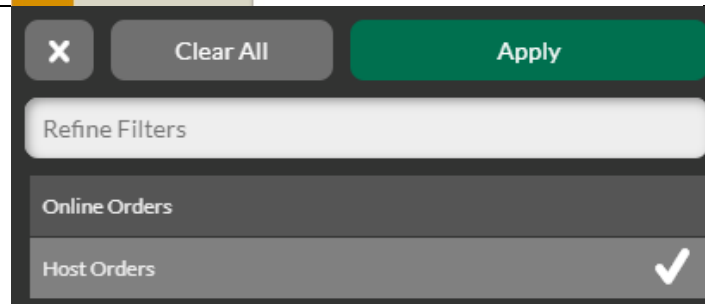 Clear All Apply
Refine Filters
Online Orders
Host Orders